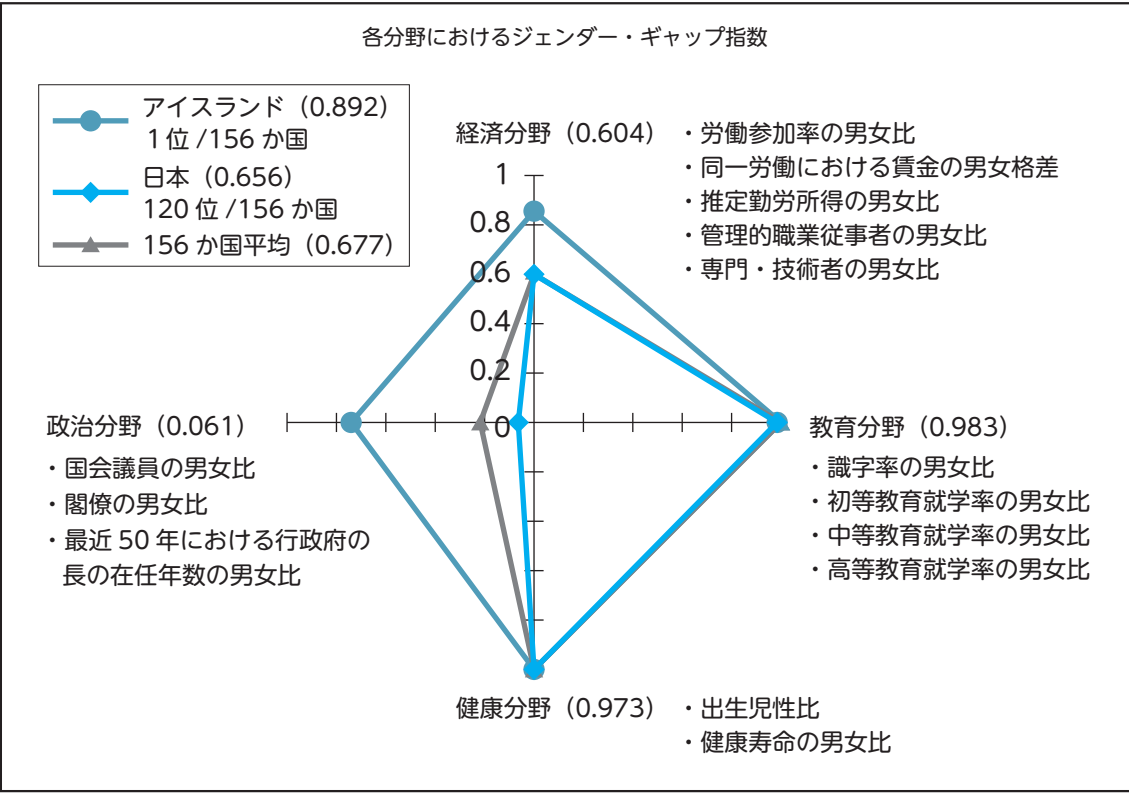 各分野におけるジェンダー・ギャップ指数
アイスランド（0.892）
1位 /156 か国
日本（0.656）
120 位 /156 か国
156 か国平均（0.677）
経済分野（0.604）
・労働参加率の男女比
・同一労働における賃金の男女格差
・推定勤労所得の男女比
・管理的職業従事者の男女比
・専門・技術者の男女比
1
0.8
0.6
0.4
0.2
0
政治分野（0.061）
・国会議員の男女比
・閣僚の男女比
・最近 50 年における行政府の
長の在任年数の男女比
教育分野（0.983）
・識字率の男女比
・初等教育就学率の男女比
・中等教育就学率の男女比
・高等教育就学率の男女比
健康分野（0.973）
・出生児性比
・健康寿命の男女比